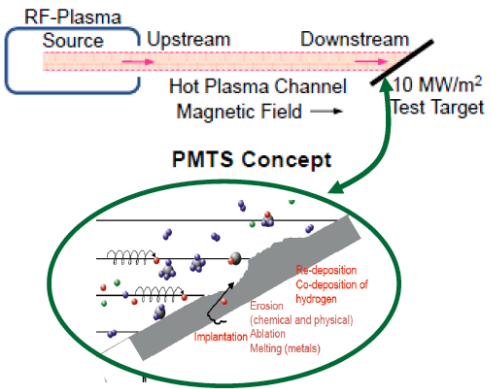 RF-Plasma
Source
Upstream
Downstream
Hot Plasma Channel
Magnetic Field
10 MW/m²
Test Target
PMTS Concept
Re-deposition
Co-deposition of
hydrogen
Erosion
(chemical and physical)
Ablation
Melting (metals)
Implantation